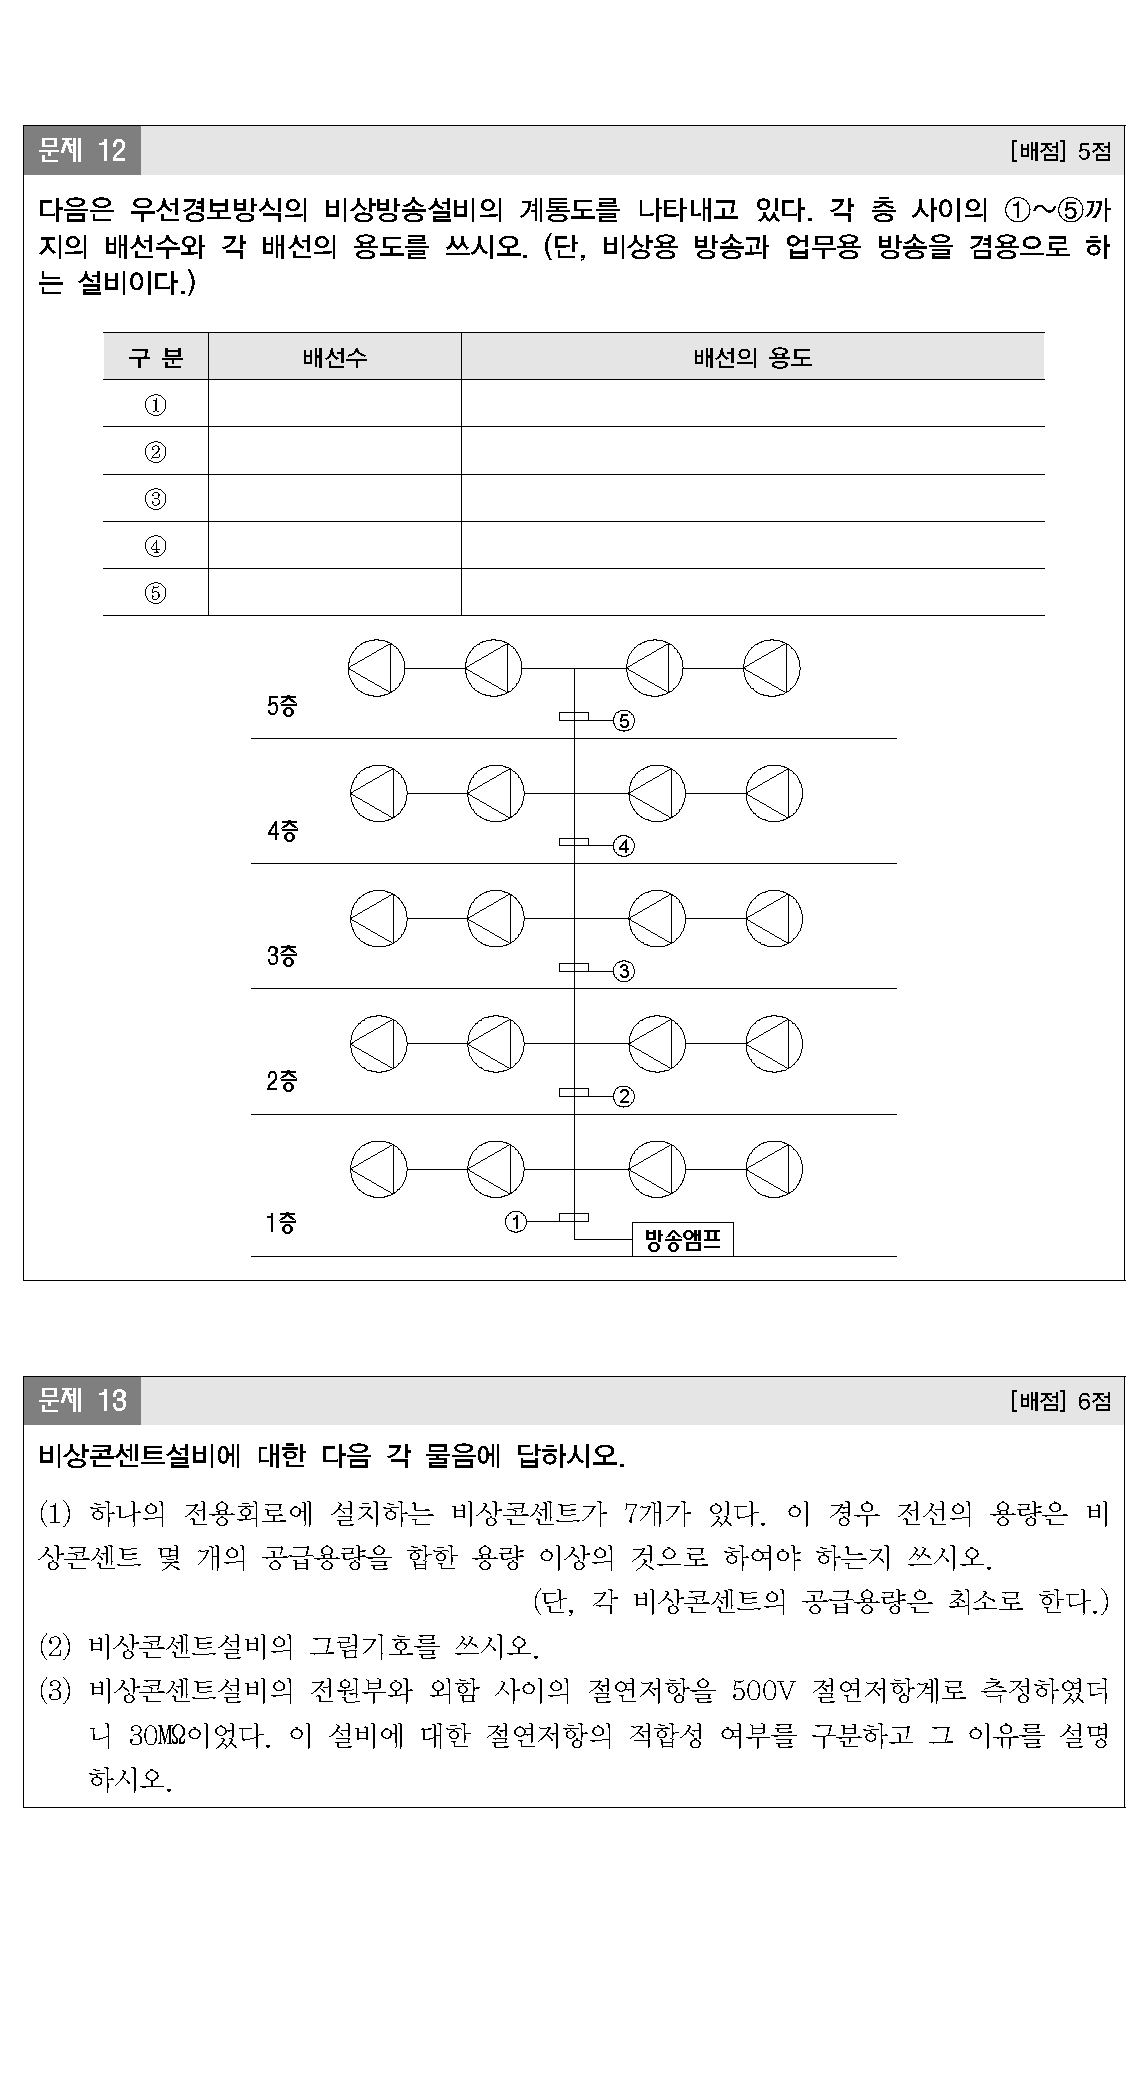 문제 12
[배점] 5점
다음은 우선경보방식의 비상방송설비의 계통도를 나타내고 있다. 각 층 사이의 ①~⑤까
지의 배선수와 각 배선의 용도를 쓰시오. (단, 비상용 방송과 업무용 방송을 겸용으로 하
는 설비이다.)
구 분 배선수 배선의 용도
①
②
③
④
⑤
5층 ⑤
4층 ④
3층 ③
2층 ②
1층 ①
방송앰프
문제 13
[배점] 6점
비상콘센트설비에 대한 다음 각 물음에 답하시오.
(1) 하나의 전용회로에 설치하는 비상콘센트가 7개가 있다. 이 경우 전선의 용량은 비
상콘센트 몇 개의 공급용량을 합한 용량 이상의 것으로 하여야 하는지 쓰시오.
(단, 각 비상콘센트의 공급용량은 최소로 한다.)
(2) 비상콘센트설비의 그림기호를 쓰시오.
(3) 비상콘센트설비의 전원부와 외함 사이의 절연저항을 500V 절연저항계로 측정하였더
니 30㏁이었다. 이 설비에 대한 절연저항의 적합성 여부를 구분하고 그 이유를 설명
하시오.